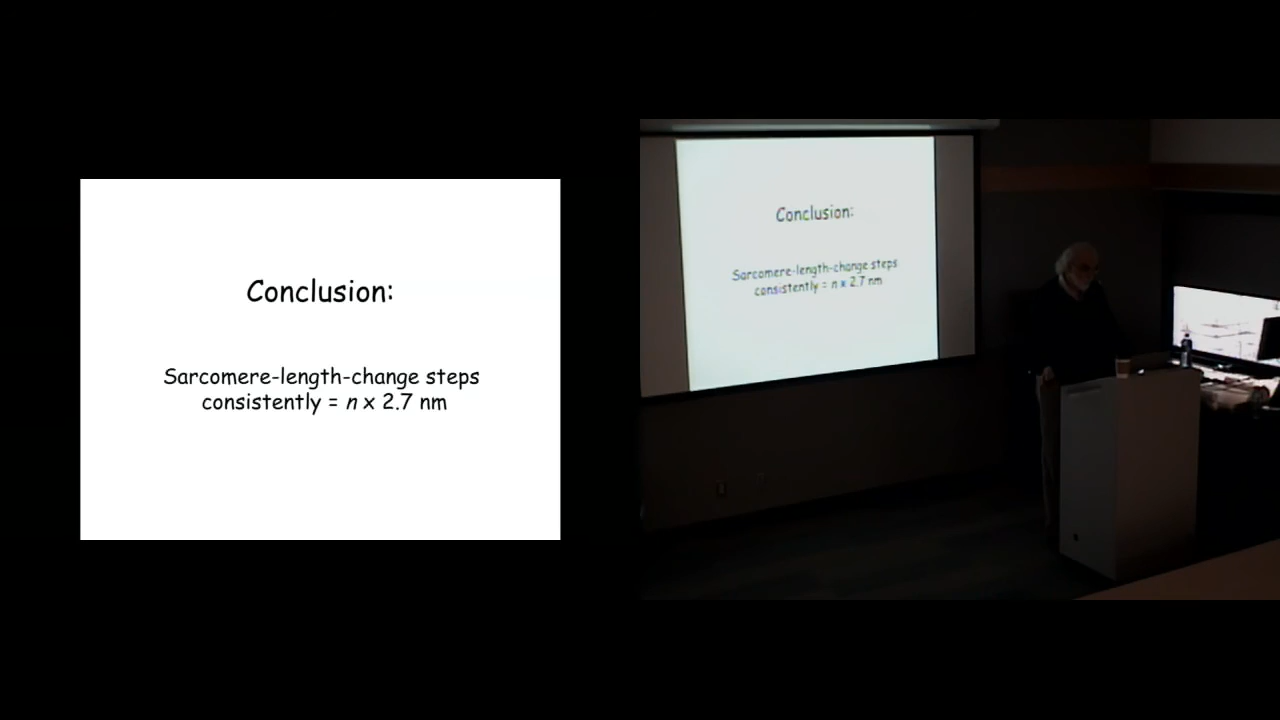 Conclusion:
Sarcomere-length-change steps
consistently = n x 2.7 nm
Conclusion:
Sarcomere-length-change steps
consistently = n x 2.7 nm